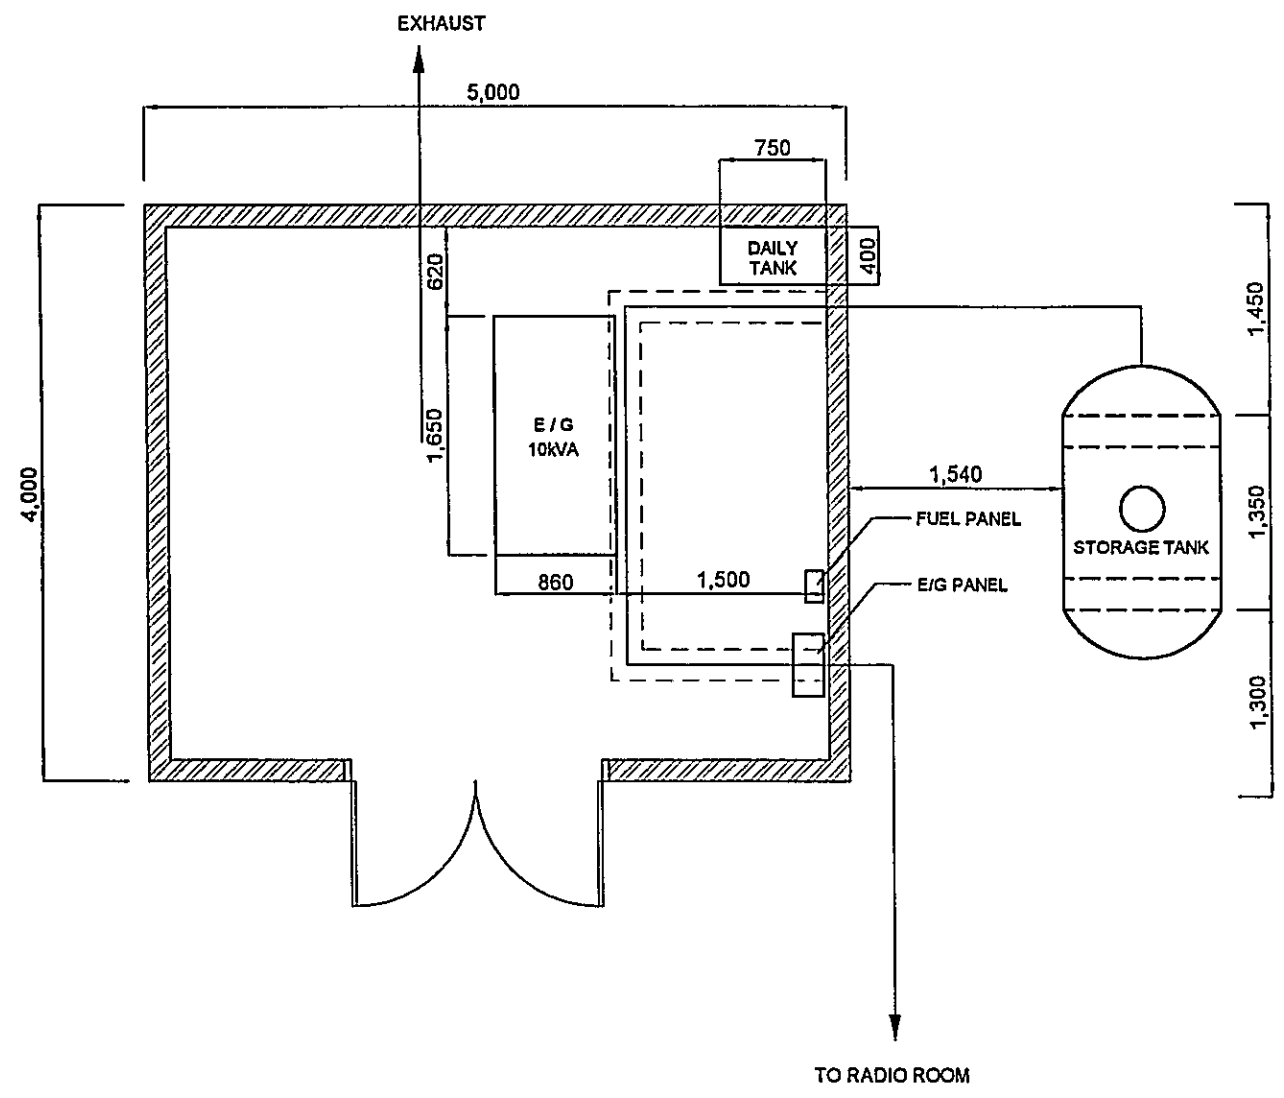 EXHAUST
5,000
750
DAILY
TANK
400
620
1,450
E / G
10kVA
1,650
4,000
1,540
FUEL PANEL
1,350
STORAGE TANK
860
1,500
E/G PANEL
1,300
TO RADIO ROOM